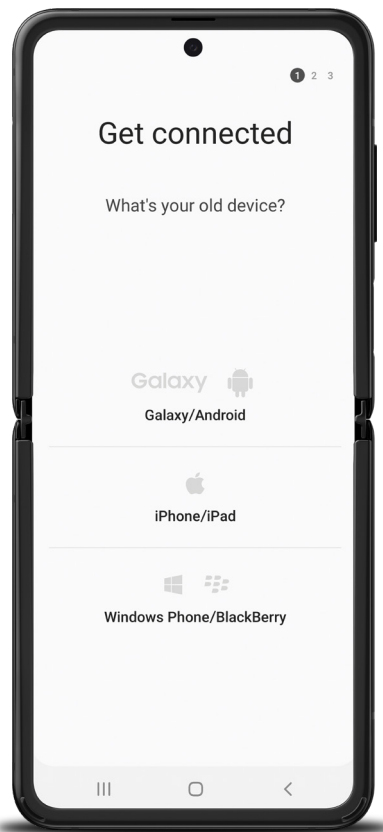 1 2 3
Get connected
What's your old device?
Galaxy
Galaxy/Android
iPhone/iPad
Windows Phone/BlackBerry